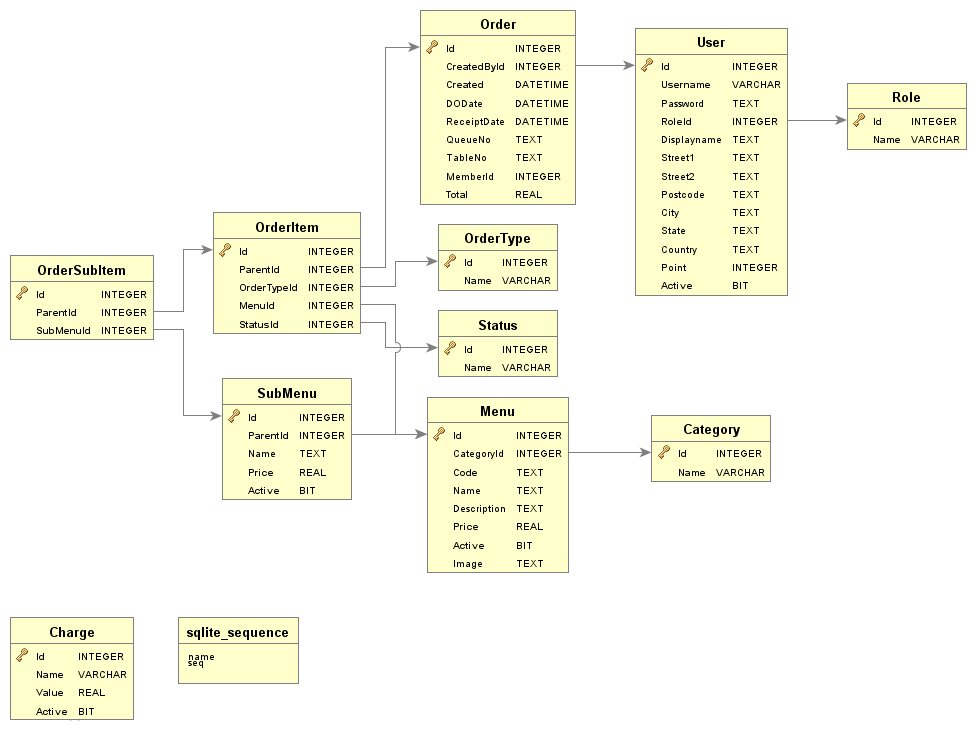 Order
Id INTEGER
CreatedById INTEGER
Created DATETIME
DODate DATETIME
ReceiptDate DATETIME
QueueNo TEXT
TableNo TEXT
MemberId INTEGER
Total REAL
User
Id INTEGER
Username VARCHAR
Password TEXT
RoleId INTEGER
Displayname TEXT
Street1 TEXT
Street2 TEXT
Postcode TEXT
City TEXT
State TEXT
Country TEXT
Point INTEGER
Active BIT
Role
Id INTEGER
Name VARCHAR
OrderItem
Id INTEGER
ParentId INTEGER
OrderTypeId INTEGER
MenuId INTEGER
StatusId INTEGER
OrderType
Id INTEGER
Name VARCHAR
OrderSubItem
Id INTEGER
ParentId INTEGER
SubMenuId INTEGER
Status
Id INTEGER
Name VARCHAR
SubMenu
Id INTEGER
ParentId INTEGER
Name TEXT
Price REAL
Active BIT
Menu
Id INTEGER
CategoryId INTEGER
Code TEXT
Name TEXT
Description TEXT
Price REAL
Active BIT
Image TEXT
Category
Id INTEGER
Name VARCHAR
Charge
Id INTEGER
Name VARCHAR
Value REAL
Active BIT
sqlite_sequence
name
seq